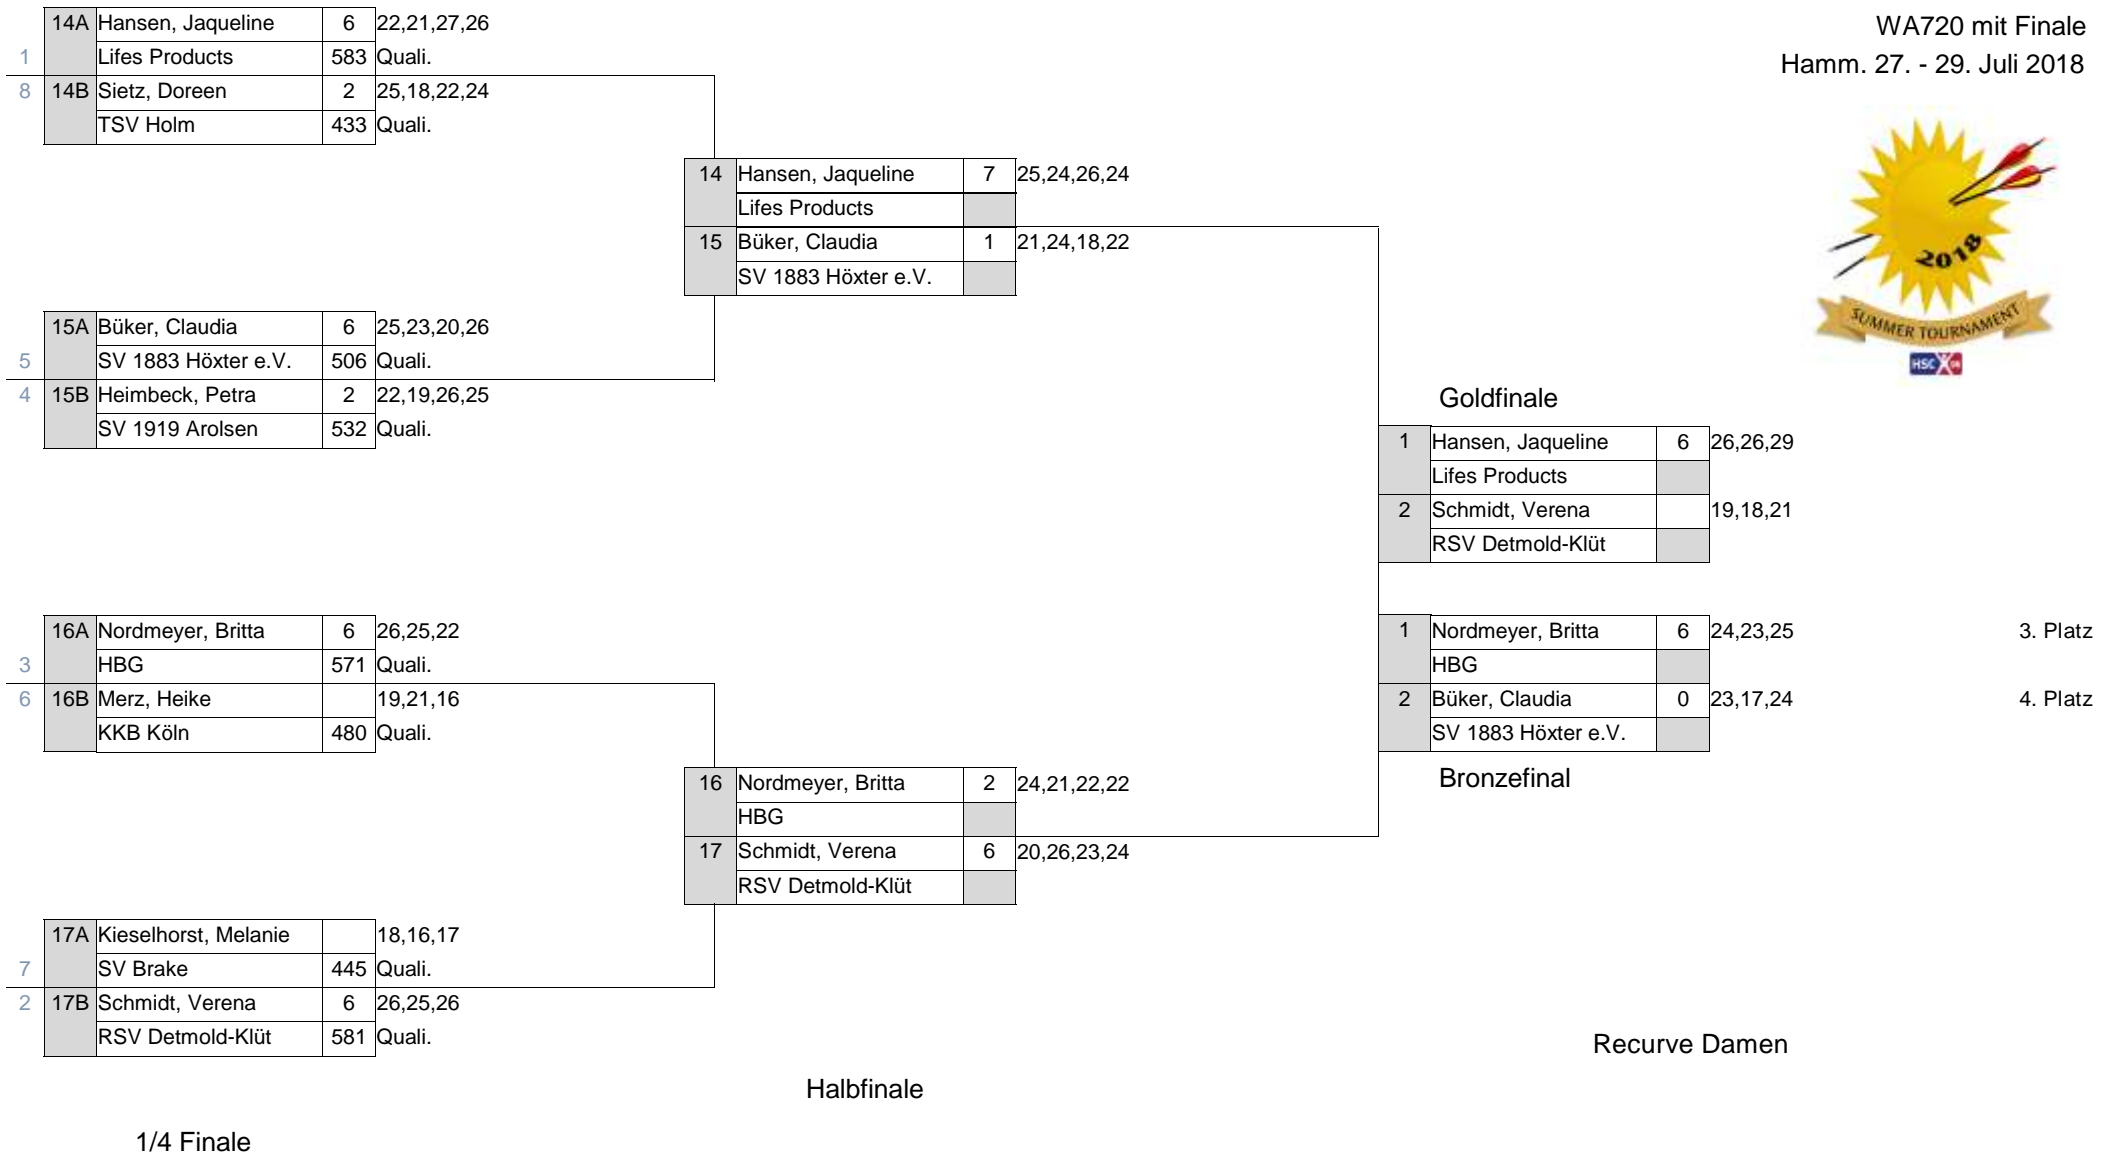 WA720 mit Finale
Hamm. 27. - 29. Juli 2018
14A Hansen, Jaqueline 6 22,21,27,26
1 Lifes Products 583 Quali.
8 14B Sietz, Doreen 2 25,18,22,24
TSV Holm 433 Quali.
14 Hansen, Jaqueline 7 25,24,26,24
Lifes Products
15 Büker, Claudia 1 21,24,18,22
SV 1883 Höxter e.V.
2018
SUMMER TOURNAMENT
HSC 08
15A Büker, Claudia 6 25,23,20,26
5 SV 1883 Höxter e.V. 506 Quali.
4 15B Heimbeck, Petra 2 22,19,26,25
SV 1919 Arolsen 532 Quali.
Goldfinale
1 Hansen, Jaqueline 6 26,26,29
Lifes Products
2 Schmidt, Verena 19,18,21
RSV Detmold-Klüt
16A Nordmeyer, Britta 6 26,25,22
3 HBG 571 Quali.
6 16B Merz, Heike 19,21,16
KKB Köln 480 Quali.
1 Nordmeyer, Britta 6 24,23,25 3. Platz
HBG
2 Büker, Claudia 0 23,17,24 4. Platz
SV 1883 Höxter e.V.
Bronzefinal
16 Nordmeyer, Britta 2 24,21,22,22
HBG
17 Schmidt, Verena 6 20,26,23,24
RSV Detmold-Klüt
17A Kieselhorst, Melanie 18,16,17
7 SV Brake 445 Quali.
2 17B Schmidt, Verena 6 26,25,26
RSV Detmold-Klüt 581 Quali.
Recurve Damen
Halbfinale
1/4 Finale